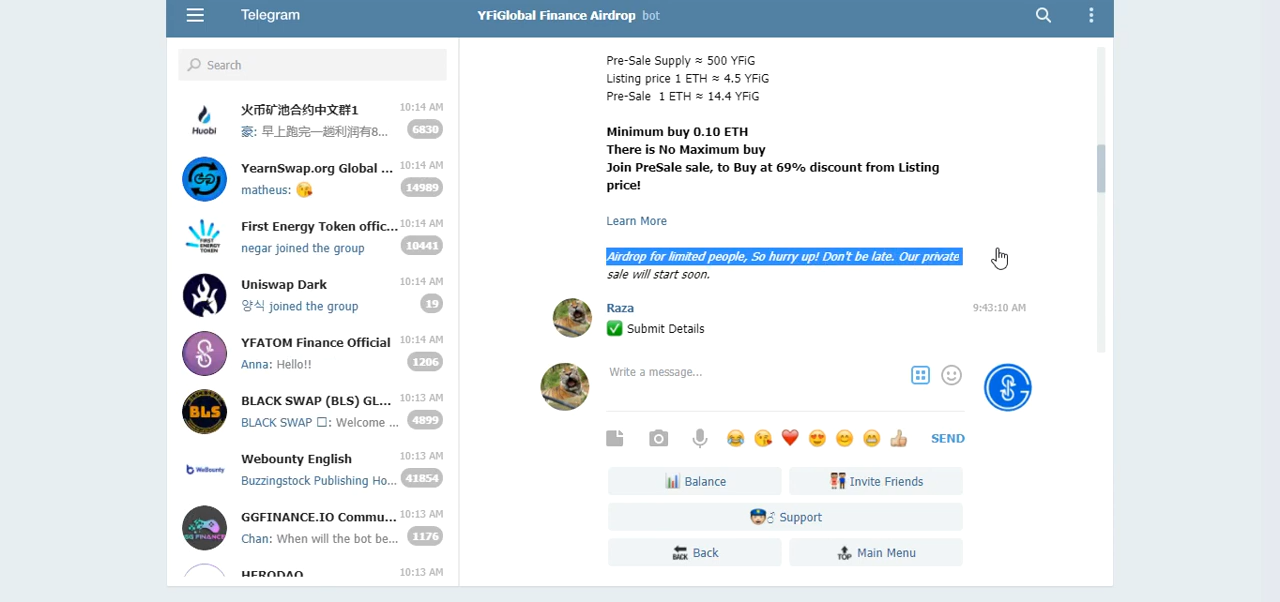 Telegram
YFiGlobal Finance Airdrop bot
Search
火币矿池合约中文群1 10:14 AM
豪: 早上跑完一趟利润有8... 6830
Huobi
YearnSwap.org Global ... 10:14 AM
matheus: 😘 14989
First Energy Token offic... 10:14 AM
negar joined the group 10441
FIRST
ENERGY
TOKEN
Uniswap Dark 10:14 AM
양식 joined the group 19
YFATOM Finance Official 10:14 AM
Anna: Hello!! 1206
BLACK SWAP (BLS) GL... 10:13 AM
BLS
BLACK SWAP □: Welcome ... 4899
Webounty English 10:13 AM
WeBounty
Buzzingstock Publishing Ho... 41854
GGFINANCE.IO Commu... 10:13 AM
GG FINANCE
Chan: When will the bot be... 1176
HERODAO 10:13 AM
Pre-Sale Supply ≈ 500 YFiG
Listing price 1 ETH ≈ 4.5 YFiG
Pre-Sale 1 ETH ≈ 14.4 YFiG
Minimum buy 0.10 ETH
There is No Maximum buy
Join PreSale sale, to Buy at 69% discount from Listing
price!
Learn More
Airdrop for limited people, So hurry up! Don't be late. Our private
sale will start soon.
Raza 9:43:10 AM
✅ Submit Details
Write a message...
😂 😘 ❤️ 😍 😊 😁 👍 SEND
📊 Balance
👫 Invite Friends
👮♂ Support
🔙 Back
🔝 Main Menu